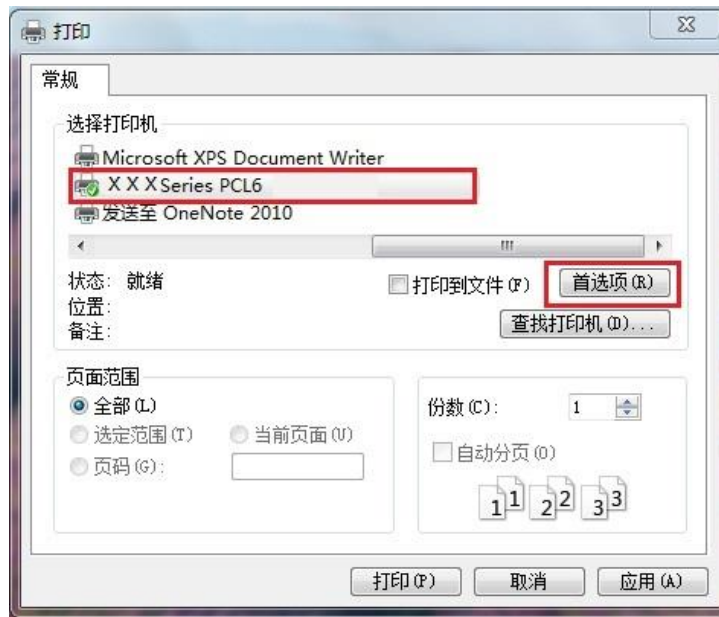 打印
常规
选择打印机
Microsoft XPS Document Writer
X X X Series PCL6
发送至 OneNote 2010
状态: 就绪
打印到文件(F) 首选项(R)
位置:
备注:
查找打印机(D)...
页面范围
全部(L)
选定范围(T) 当前页面(U)
页码(G):
份数(C): 1
自动分页(O)
1 1 2 2 3 3
打印(P) 取消 应用(A)